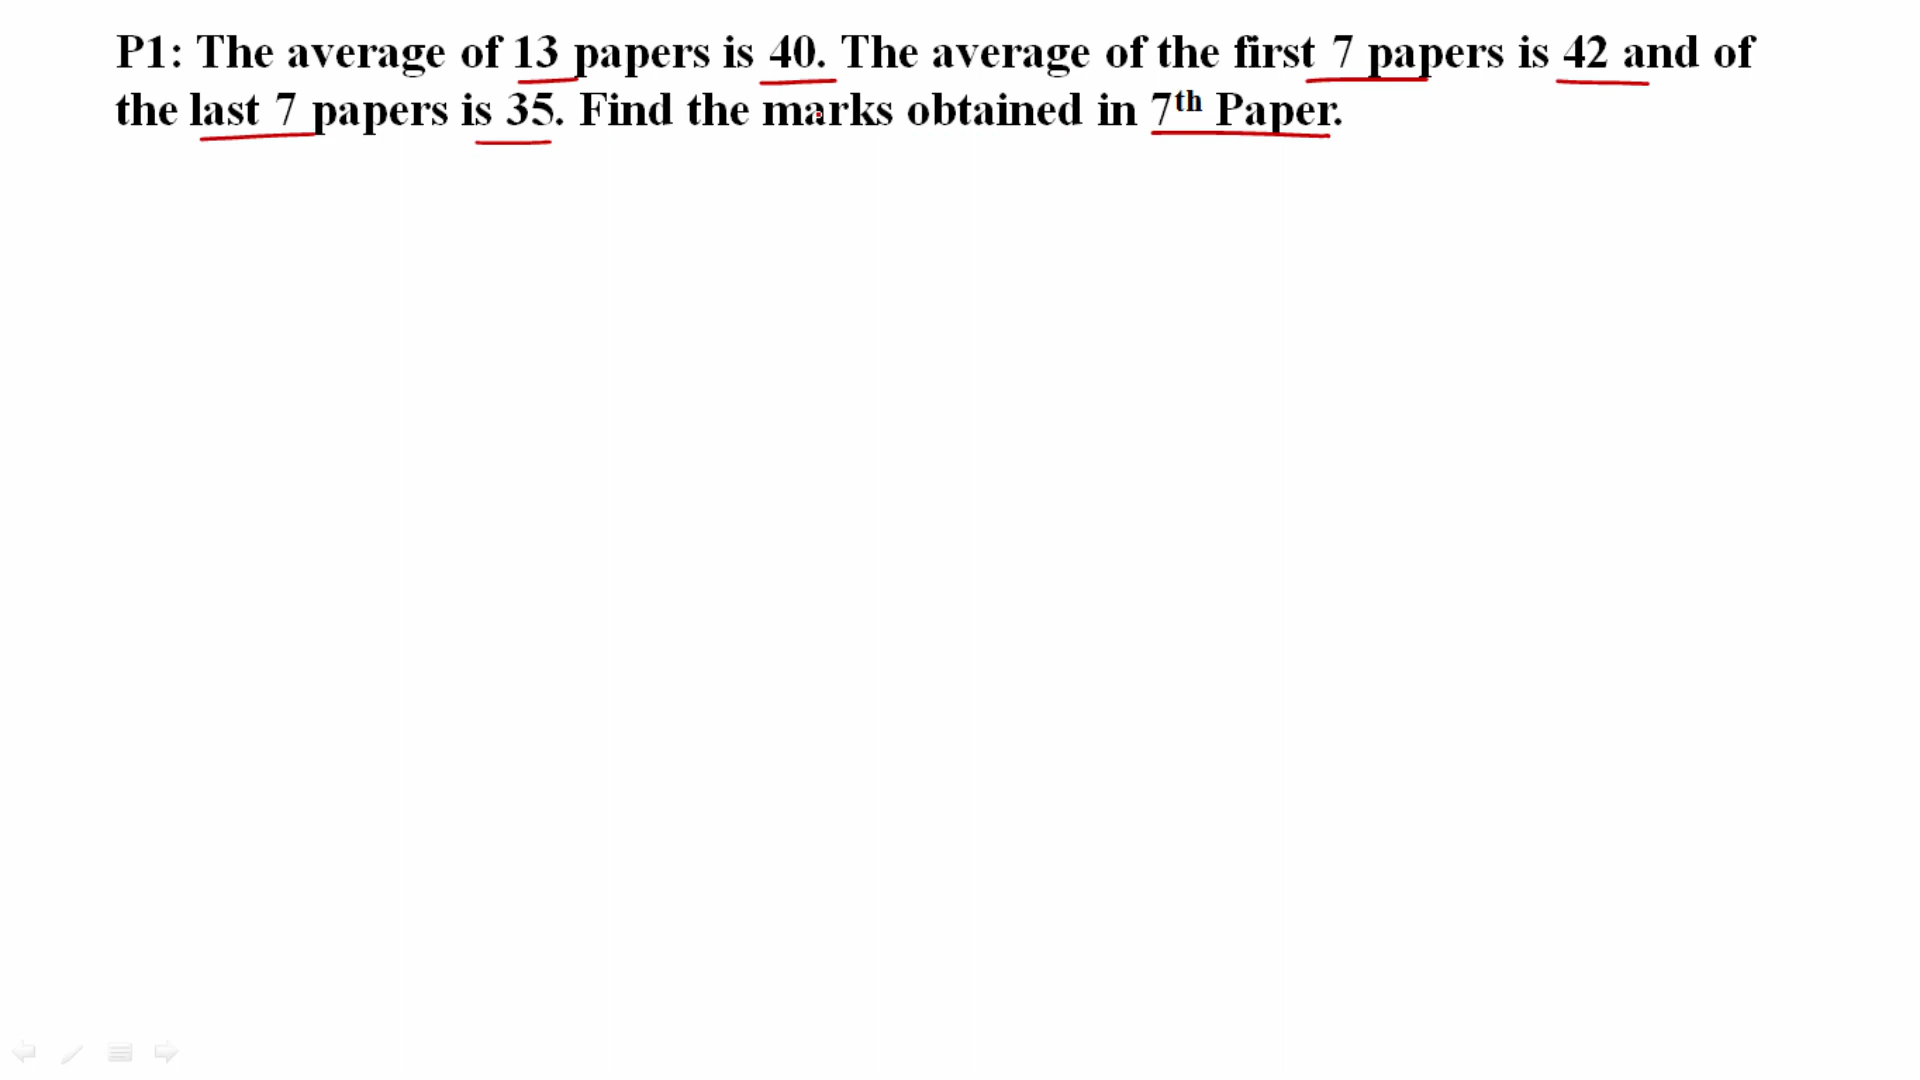 P1: The average of 13 papers is 40. The average of the first 7 papers is 42 and of
the last 7 papers is 35. Find the marks obtained in 7th Paper.